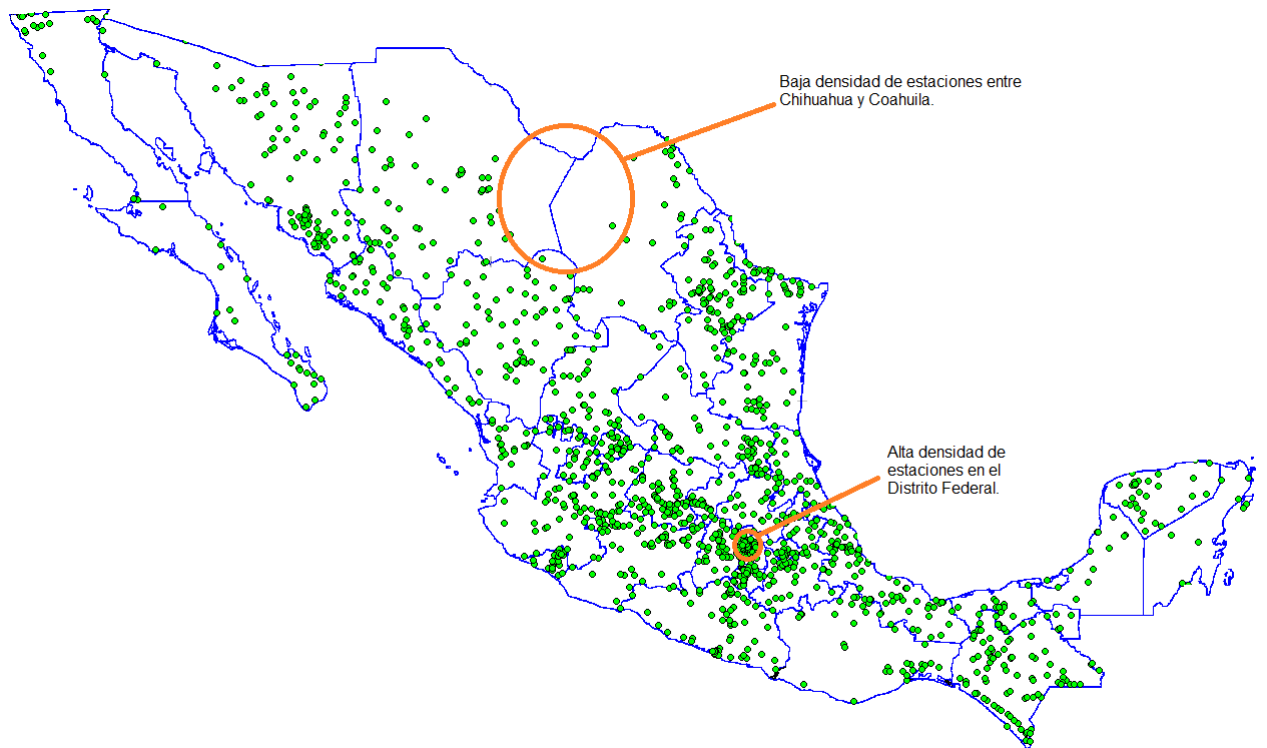 Baja densidad de estaciones entre
Chihuahua y Coahuila.
Alta densidad de
estaciones en el
Distrito Federal.